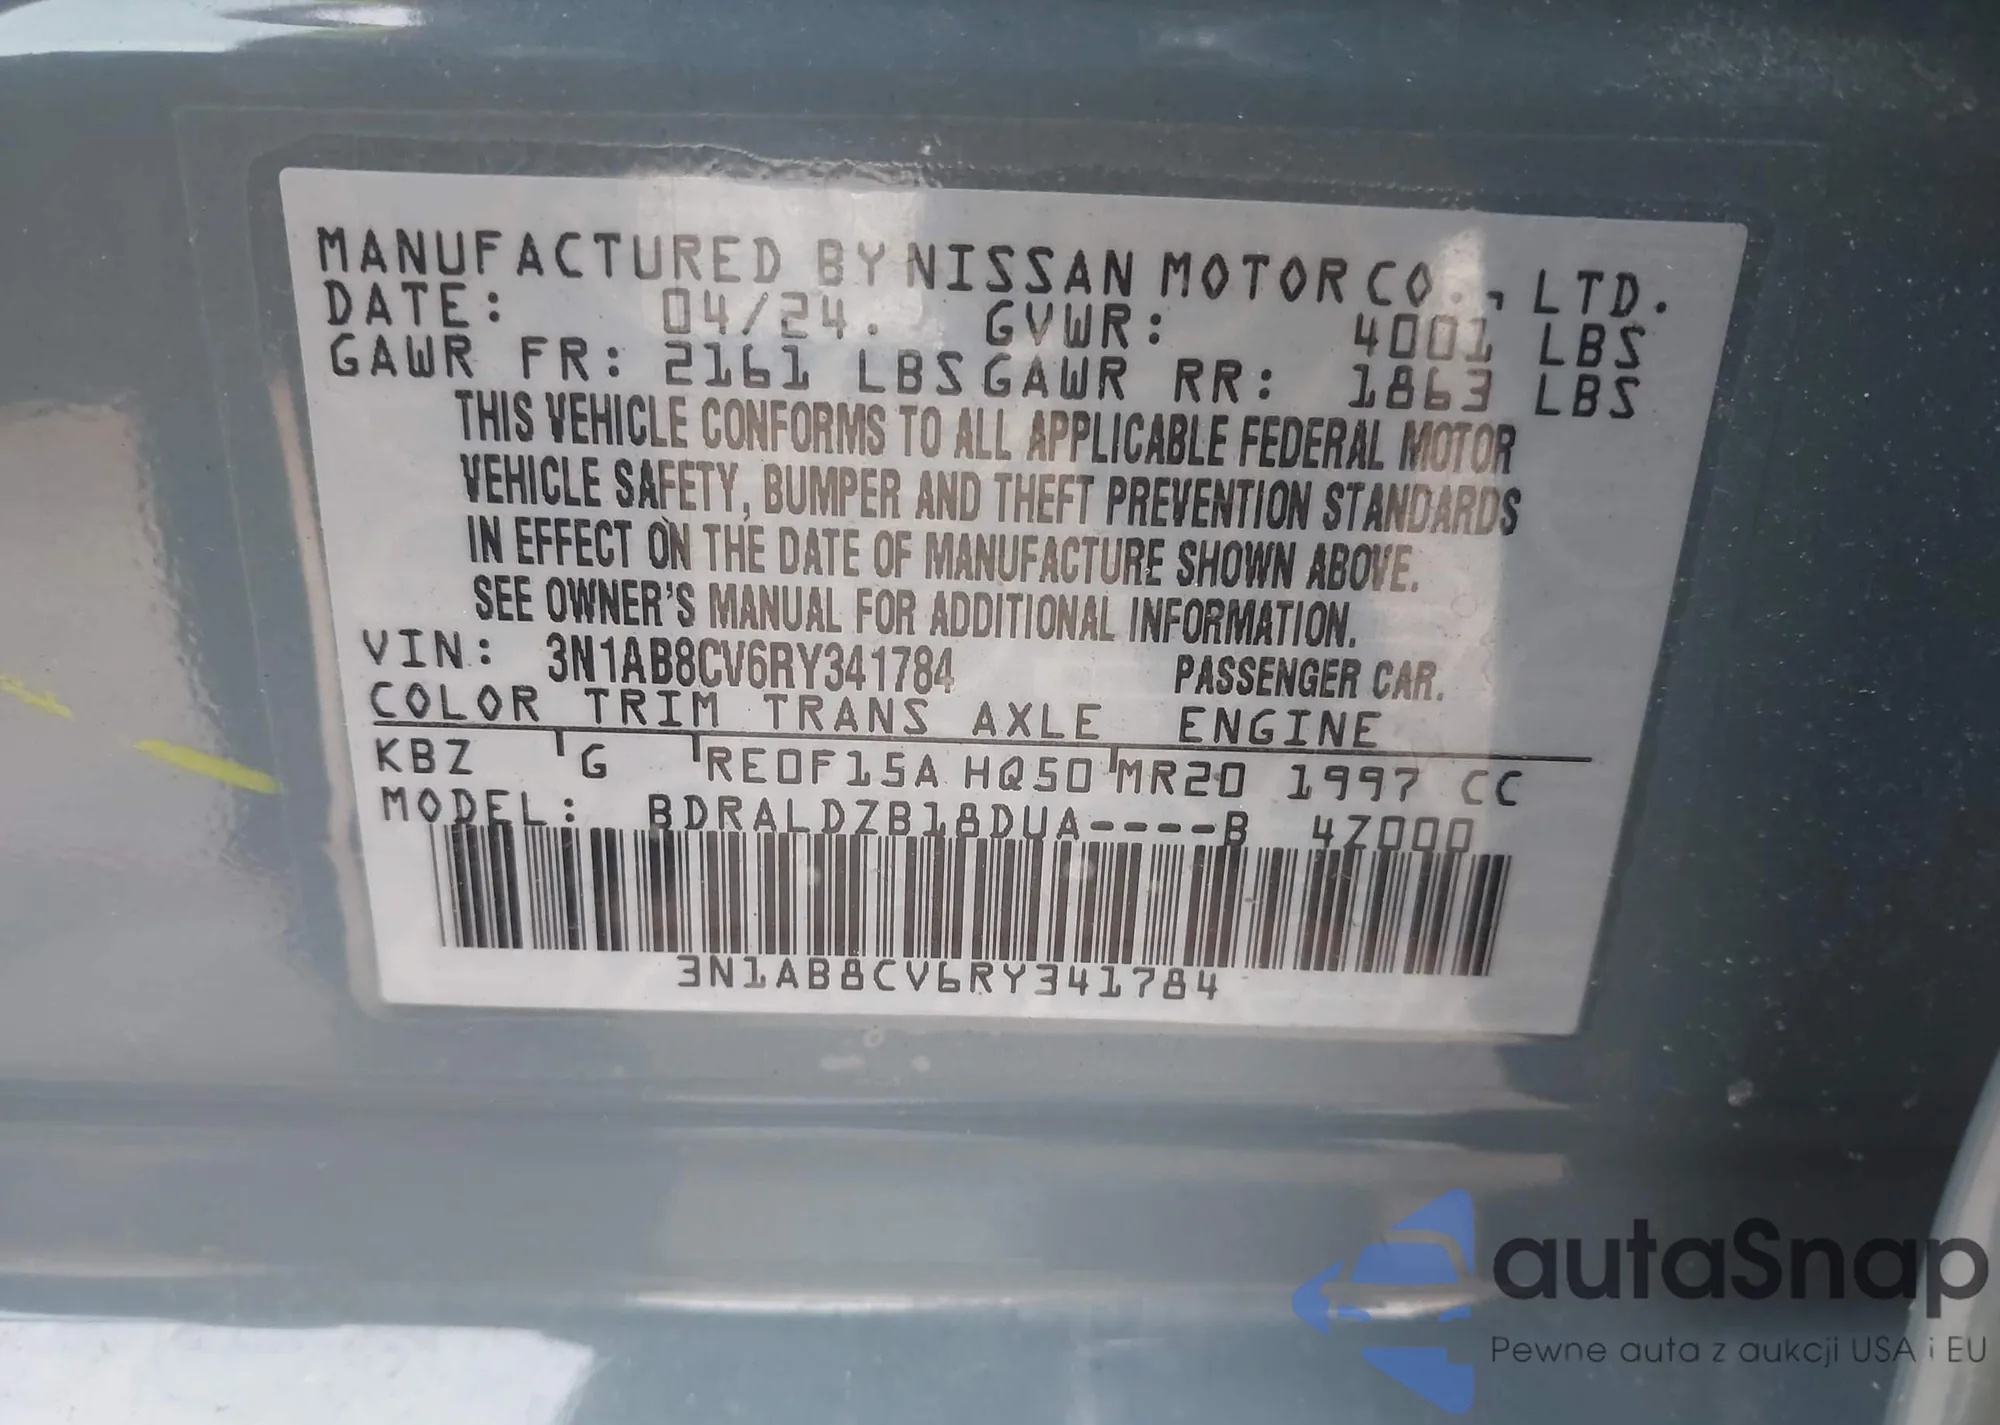 MANUFACTURED BY NISSAN MOTOR CO., LTD.
DATE: 04/24. GVWR: 4001 LBS
GAWR FR: 2161 LBS GAWR RR: 1863 LBS
THIS VEHICLE CONFORMS TO ALL APPLICABLE FEDERAL MOTOR
VEHICLE SAFETY, BUMPER AND THEFT PREVENTION STANDARDS
IN EFFECT ON THE DATE OF MANUFACTURE SHOWN ABOVE.
SEE OWNER'S MANUAL FOR ADDITIONAL INFORMATION.
VIN: 3N1AB8CV6RY341784 PASSENGER CAR.
COLOR TRIM TRANS AXLE ENGINE
KBZ G RE0F15A HQ50 MR20 1997 CC
MODEL: BDRALDZB18DUA----B 4Z000
3N1AB8CV6RY341784
autoSnap
Pewne auta z aukcji USA i EU